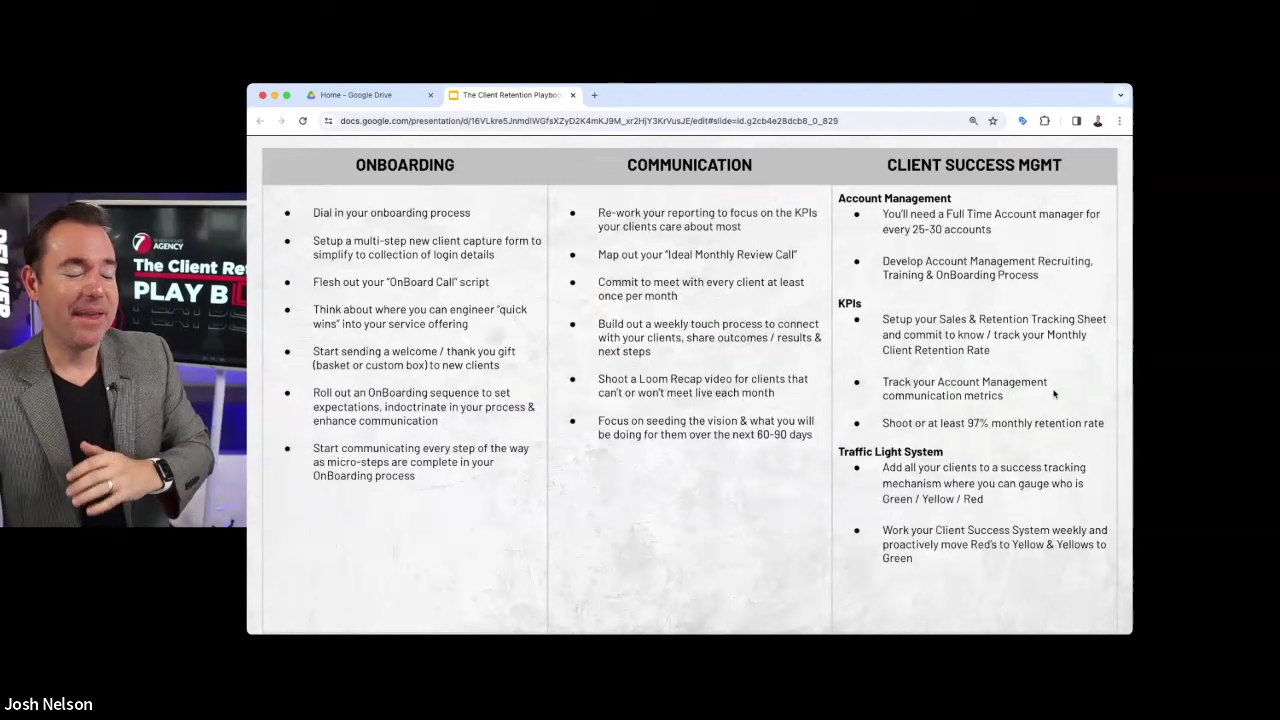 Home - Google Drive
The Client Retention Playboo
docs.google.com/presentation/d/16VLkre5JnmdlWGfsXZyD2K4mKJ9M_xr2HjY3KrVusJE/edit#slide=id.g2cb4e28dcb8_0_829
ONBOARDING
Dial in your onboarding process
Setup a multi-step new client capture form to
simplify to collection of login details
Flesh out your “OnBoard Call” script
Think about where you can engineer “quick
wins” into your service offering
Start sending a welcome / thank you gift
(basket or custom box) to new clients
Roll out an OnBoarding sequence to set
expectations, indoctrinate in your process &
enhance communication
Start communicating every step of the way
as micro-steps are complete in your
OnBoarding process
COMMUNICATION
Re-work your reporting to focus on the KPIs
your clients care about most
Map out your “Ideal Monthly Review Call”
Commit to meet with every client at least
once per month
Build out a weekly touch process to connect
with your clients, share outcomes / results &
next steps
Shoot a Loom Recap video for clients that
can’t or won’t meet live each month
Focus on seeding the vision & what you will
be doing for them over the next 60-90 days
CLIENT SUCCESS MGMT
Account Management
You’ll need a Full Time Account manager for
every 25-30 accounts
Develop Account Management Recruiting,
Training & OnBoarding Process
KPIs
Setup your Sales & Retention Tracking Sheet
and commit to know / track your Monthly
Client Retention Rate
Track your Account Management
communication metrics
Shoot or at least 97% monthly retention rate
Traffic Light System
Add all your clients to a success tracking
mechanism where you can gauge who is
Green / Yellow / Red
Work your Client Success System weekly and
proactively move Red’s to Yellow & Yellows to
Green
7
AGENCY
The Client Ret
PLAY B
DELIVER
Josh Nelson